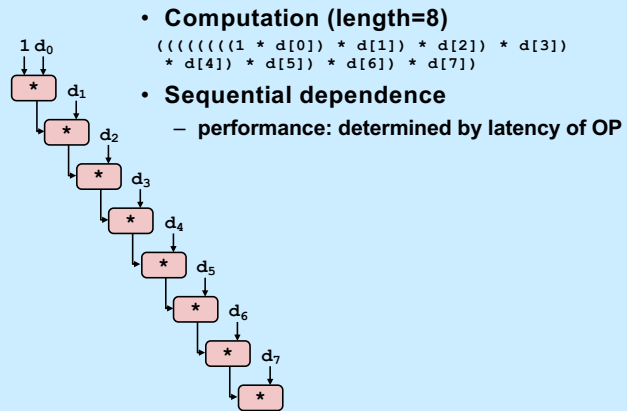 • Computation (length=8)
((((((((1 * d[0]) * d[1]) * d[2]) * d[3])
* d[4]) * d[5]) * d[6]) * d[7])
• Sequential dependence
– performance: determined by latency of OP
1 d₀
*
d₁
*
d₂
*
d₃
*
d₄
*
d₅
*
d₆
*
d₇
*